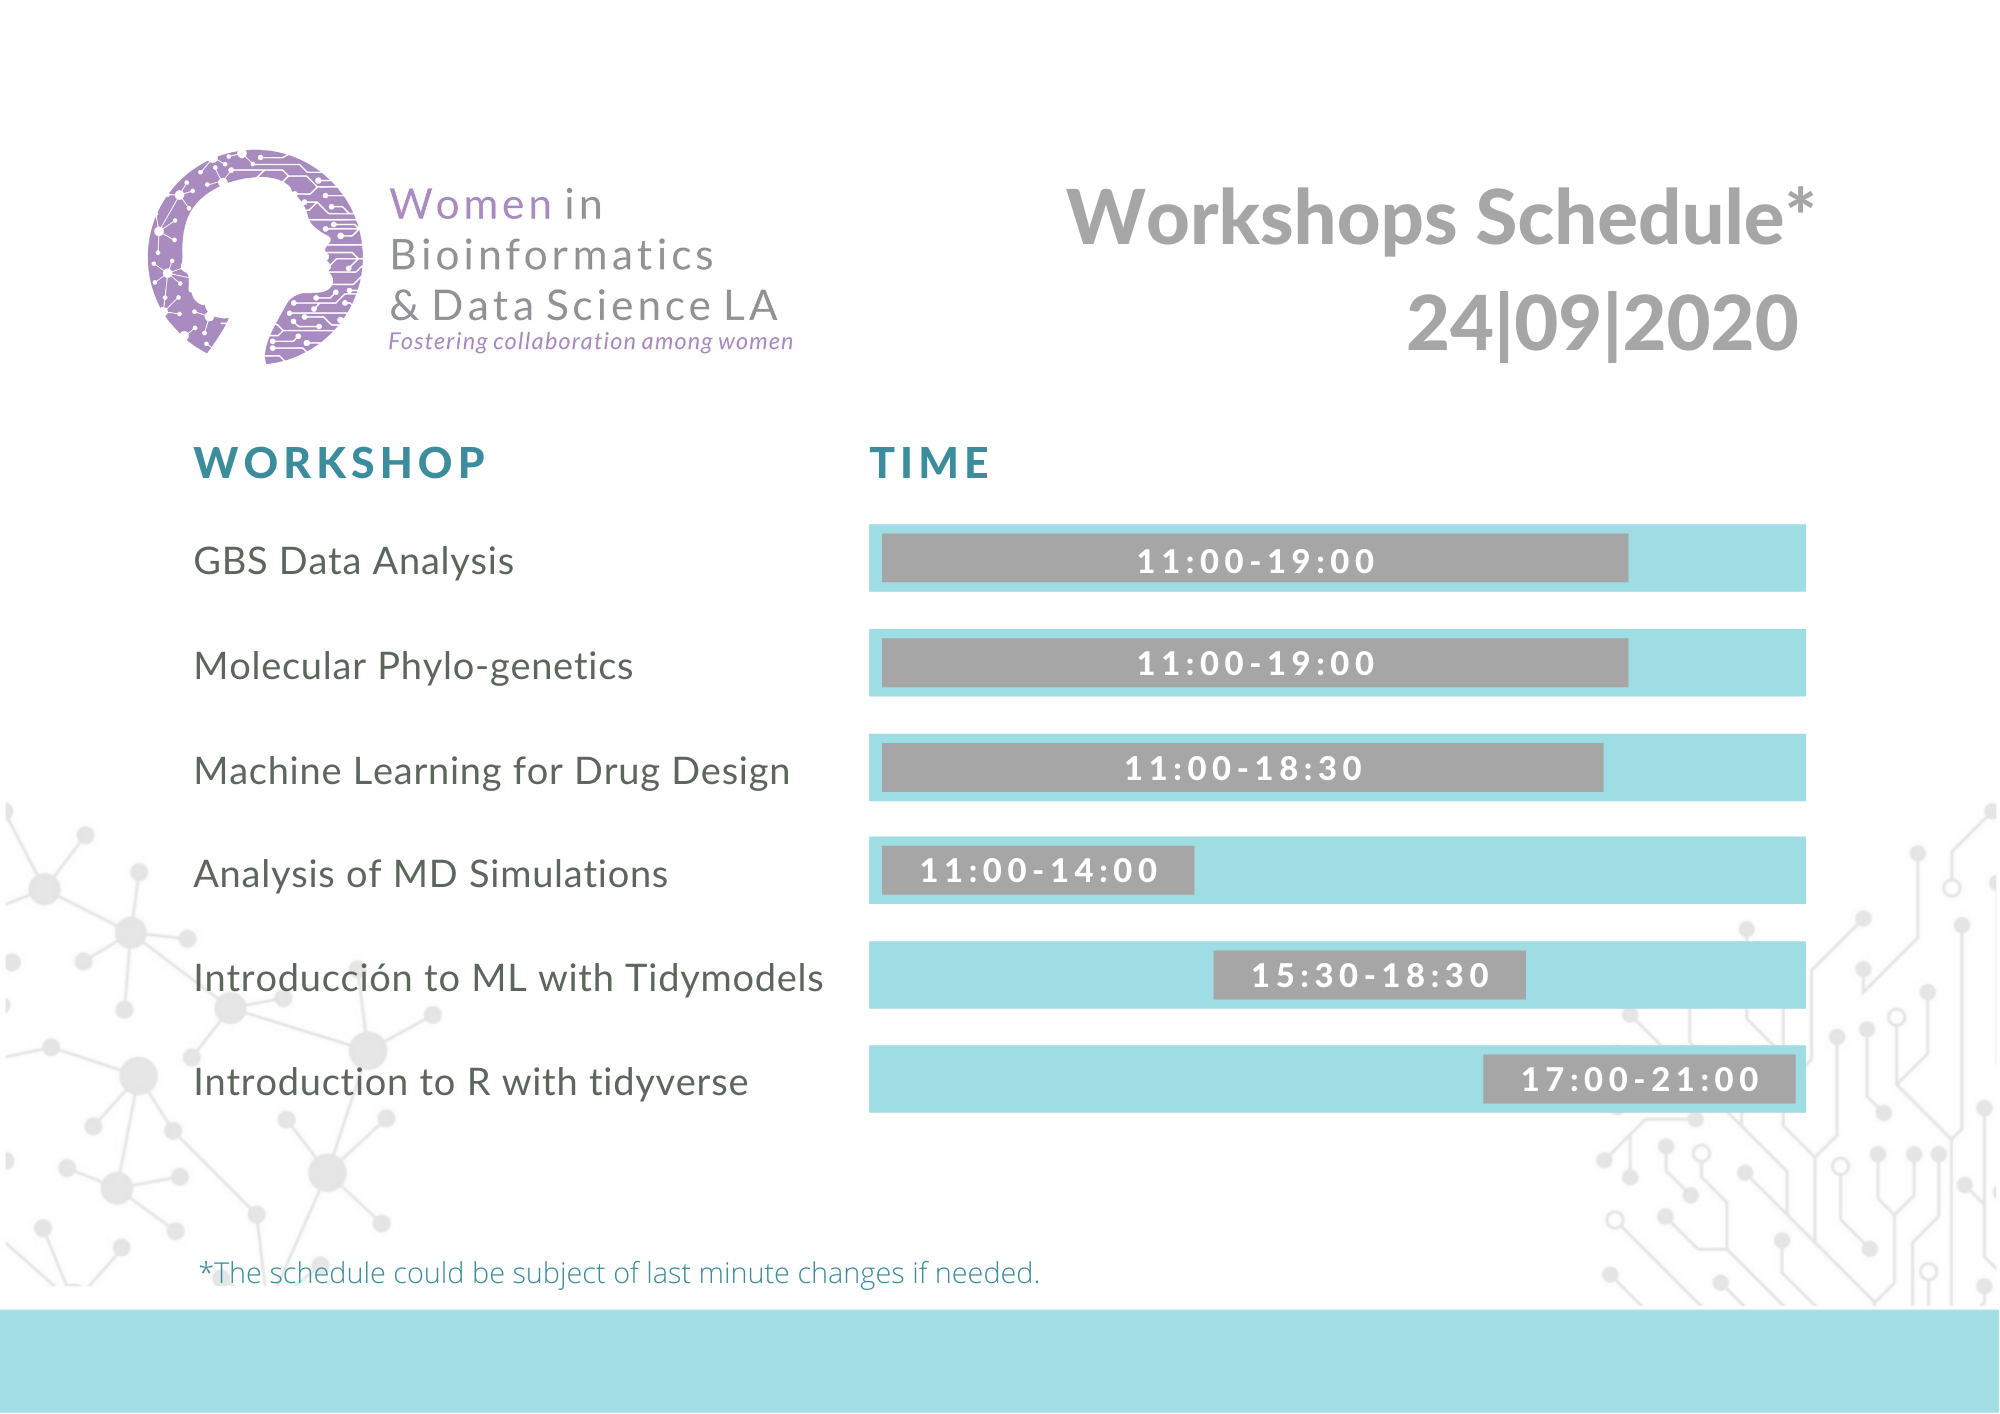 Women in
Bioinformatics
& Data Science LA
Fostering collaboration among women
Workshops Schedule*
24|09|2020
WORKSHOP TIME
GBS Data Analysis 11:00-19:00
Molecular Phylo-genetics 11:00-19:00
Machine Learning for Drug Design 11:00-18:30
Analysis of MD Simulations 11:00-14:00
Introducción to ML with Tidymodels 15:30-18:30
Introduction to R with tidyverse 17:00-21:00
*The schedule could be subject of last minute changes if needed.